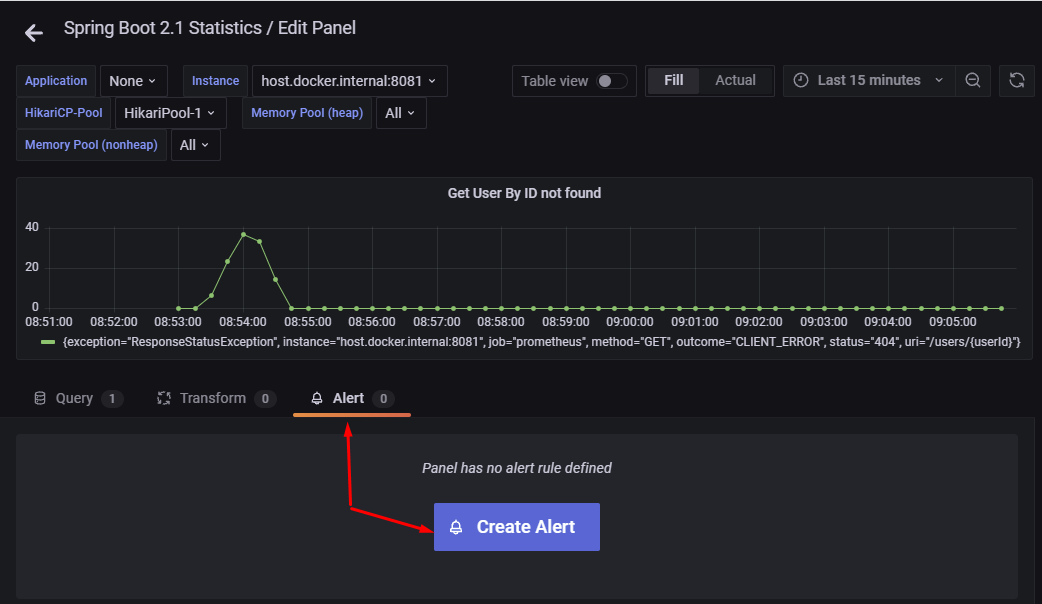 Spring Boot 2.1 Statistics / Edit Panel
Application None Instance host.docker.internal:8081 Table view Fill Actual Last 15 minutes
HikariCP-Pool HikariPool-1 Memory Pool (heap) All
Memory Pool (nonheap) All
Get User By ID not found
40
20
0
08:51:00 08:52:00 08:53:00 08:54:00 08:55:00 08:56:00 08:57:00 08:58:00 08:59:00 09:00:00 09:01:00 09:02:00 09:03:00 09:04:00 09:05:00
{exception="ResponseStatusException", instance="host.docker.internal:8081", job="prometheus", method="GET", outcome="CLIENT_ERROR", status="404", uri="/users/{userId}"}
Query 1 Transform 0 Alert 0
Panel has no alert rule defined
Create Alert